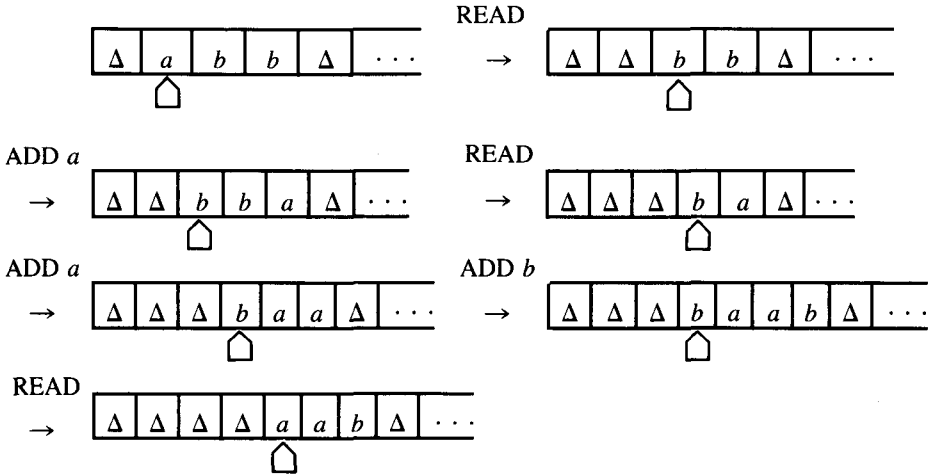 READ
Δ a b b Δ · · · → Δ Δ b b Δ · · ·
ADD a READ
→ Δ Δ b b a Δ · · · → Δ Δ Δ b a Δ · · ·
ADD a ADD b
→ Δ Δ Δ b a a Δ · · · → Δ Δ Δ b a a b Δ · · ·
READ
→ Δ Δ Δ Δ a a b Δ · · ·